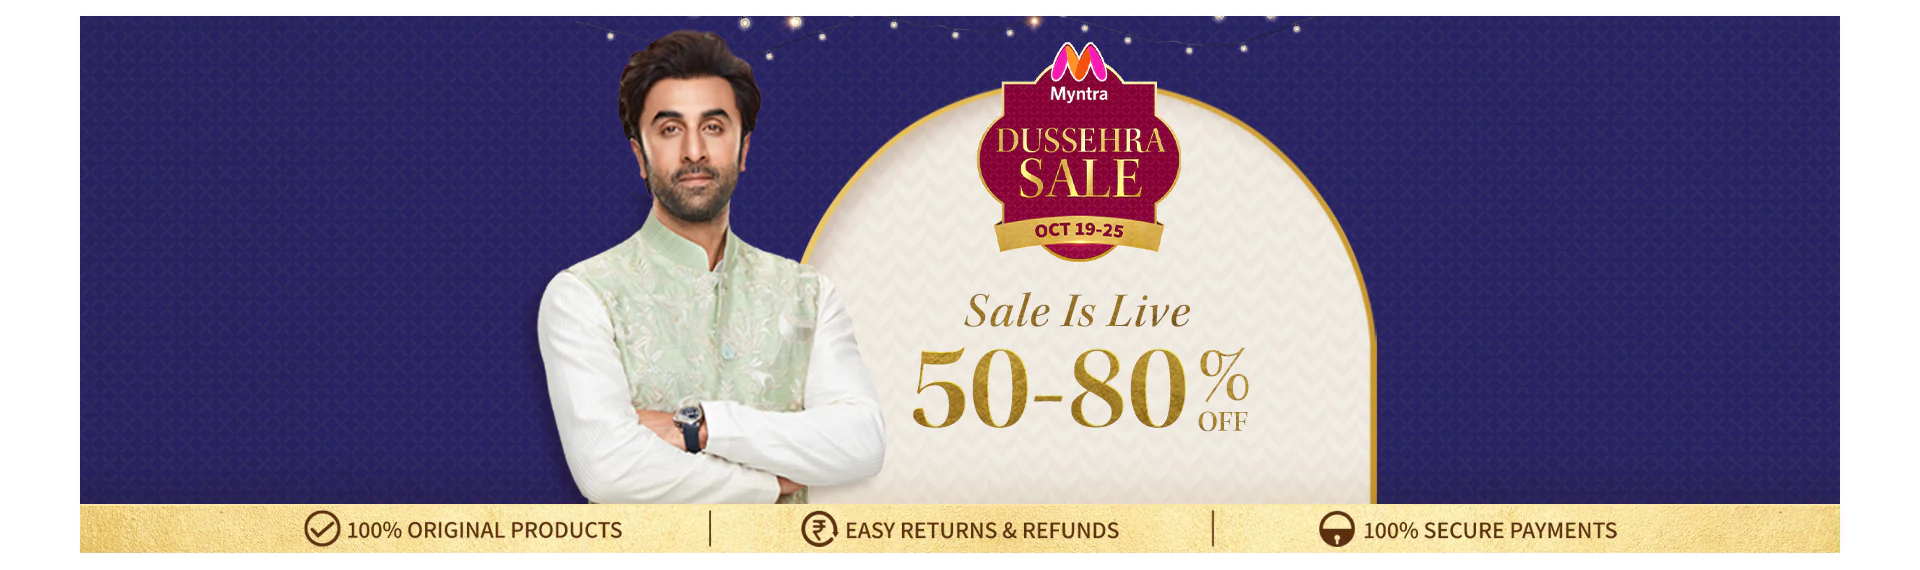 Myntra
DUSSEHRA
SALE
OCT 19-25
Sale Is Live
50-80%
OFF
100% ORIGINAL PRODUCTS
EASY RETURNS & REFUNDS
100% SECURE PAYMENTS